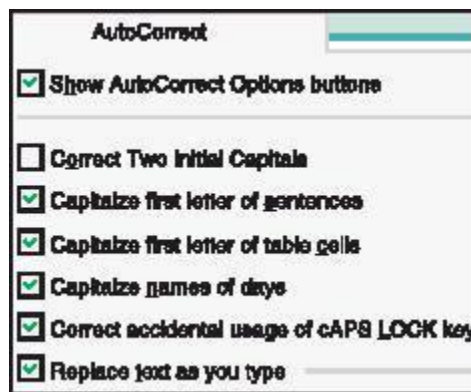 AutoCorrect
Show AutoCorrect Options buttons
Correct Two Initial Capitals
Capitalize first letter of sentences
Capitalize first letter of table cells
Capitalize names of days
Correct accidental usage of cAPS LOCK key
Replace text as you type